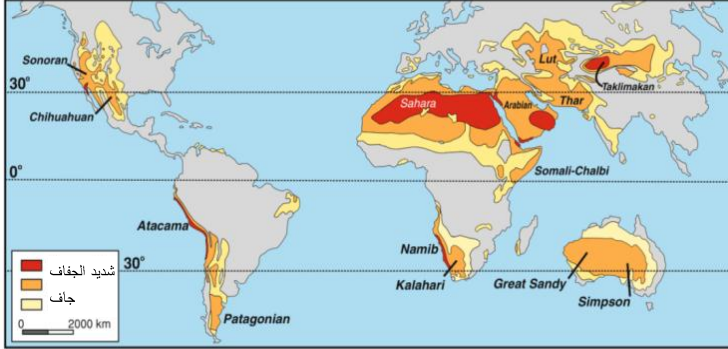 Sonoran
30°
Chihuahuan
0°
Atacama
30°
Patagonian
Sahara
Arabian
Lut
Thar
Taklimakan
Somali-Chalbi
Namib
Kalahari
Great Sandy
Simpson
شديد الجفاف
جاف
0 2000 km